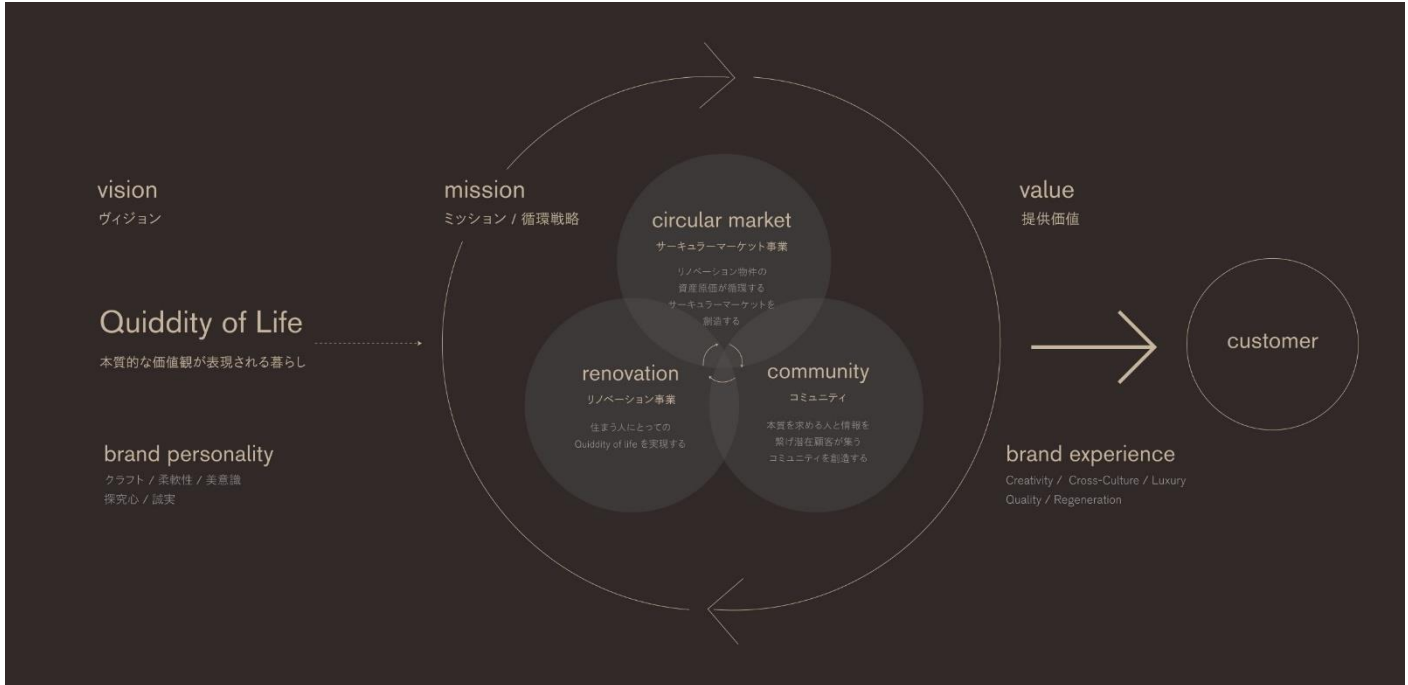 vision
ヴィジョン
Quiddity of Life
本質的な価値観が表現される暮らし
brand personality
クラフト / 柔軟性 / 美意識
探究心 / 誠実
mission
ミッション / 循環戦略
circular market
サーキュラーマーケット事業
リノベーション物件の
資産原価が循環する
サーキュラーマーケットを
創造する
renovation
リノベーション事業
住まう人にとっての
Quiddity of life を実現する
community
コミュニティ
本質を求める人と情報を
繋げ潜在顧客が集う
コミュニティを創造する
value
提供価値
brand experience
Creativity / Cross-Culture / Luxury
Quality / Regeneration
customer